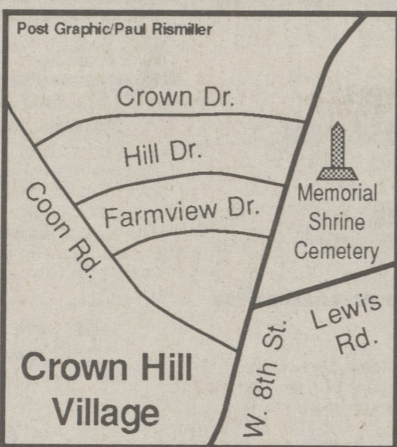 Post Graphic/Paul Rismiller
Crown Dr.
Hill Dr.
Farmview Dr.
Coon Rd.
Memorial
Shrine
Cemetery
Lewis
Rd.
W. 8th St.
Crown Hill
Village